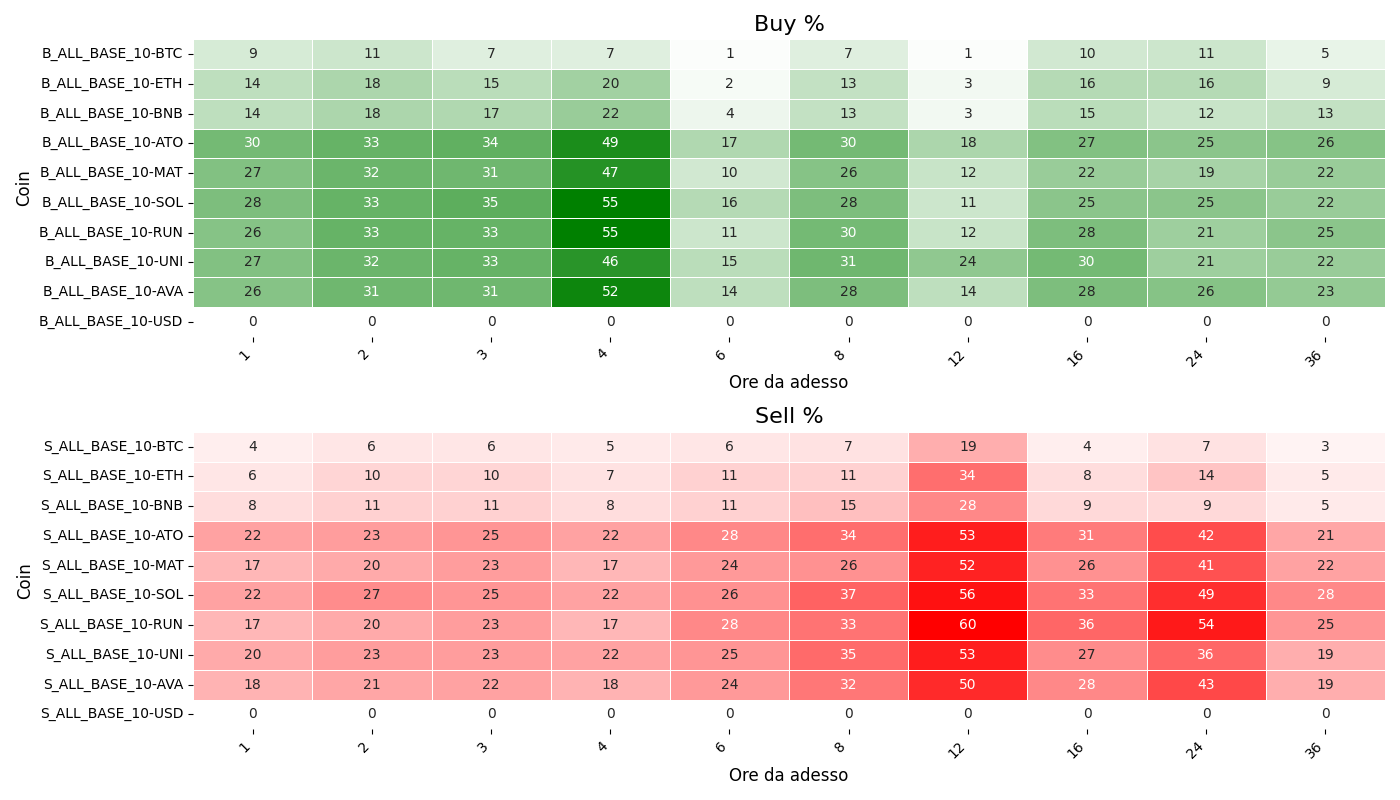 Buy %
Coin
B_ALL_BASE_10-BTC 9 11 7 7 1 7 1 10 11 5
B_ALL_BASE_10-ETH 14 18 15 20 2 13 3 16 16 9
B_ALL_BASE_10-BNB 14 18 17 22 4 13 3 15 12 13
B_ALL_BASE_10-ATO 30 33 34 49 17 30 18 27 25 26
B_ALL_BASE_10-MAT 27 32 31 47 10 26 12 22 19 22
B_ALL_BASE_10-SOL 28 33 35 55 16 28 11 25 25 22
B_ALL_BASE_10-RUN 26 33 33 55 11 30 12 28 21 25
B_ALL_BASE_10-UNI 27 32 33 46 15 31 24 30 21 22
B_ALL_BASE_10-AVA 26 31 31 52 14 28 14 28 26 23
B_ALL_BASE_10-USD 0 0 0 0 0 0 0 0 0 0
1 2 3 4 6 8 12 16 24 36
Ore da adesso
Sell %
Coin
S_ALL_BASE_10-BTC 4 6 6 5 6 7 19 4 7 3
S_ALL_BASE_10-ETH 6 10 10 7 11 11 34 8 14 5
S_ALL_BASE_10-BNB 8 11 11 8 11 15 28 9 9 5
S_ALL_BASE_10-ATO 22 23 25 22 28 34 53 31 42 21
S_ALL_BASE_10-MAT 17 20 23 17 24 26 52 26 41 22
S_ALL_BASE_10-SOL 22 27 25 22 26 37 56 33 49 28
S_ALL_BASE_10-RUN 17 20 23 17 28 33 60 36 54 25
S_ALL_BASE_10-UNI 20 23 23 22 25 35 53 27 36 19
S_ALL_BASE_10-AVA 18 21 22 18 24 32 50 28 43 19
S_ALL_BASE_10-USD 0 0 0 0 0 0 0 0 0 0
1 2 3 4 6 8 12 16 24 36
Ore da adesso